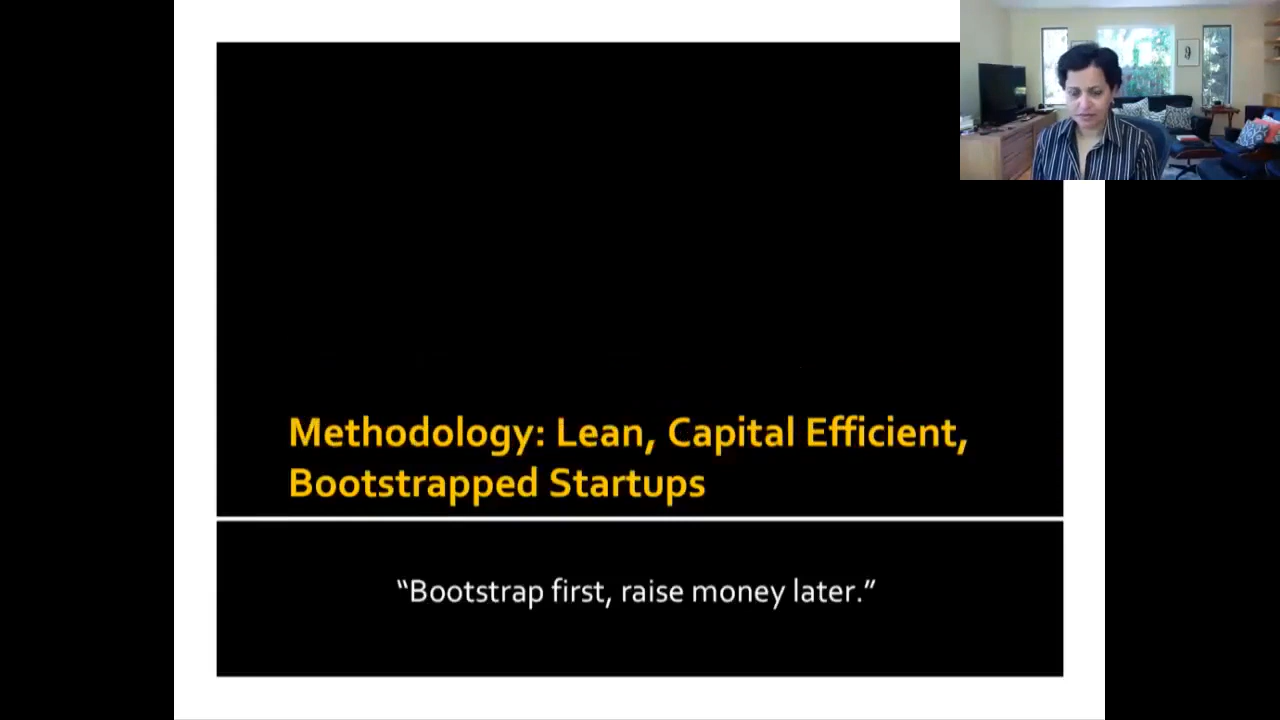 Methodology: Lean, Capital Efficient,
Bootstrapped Startups
“Bootstrap first, raise money later.”